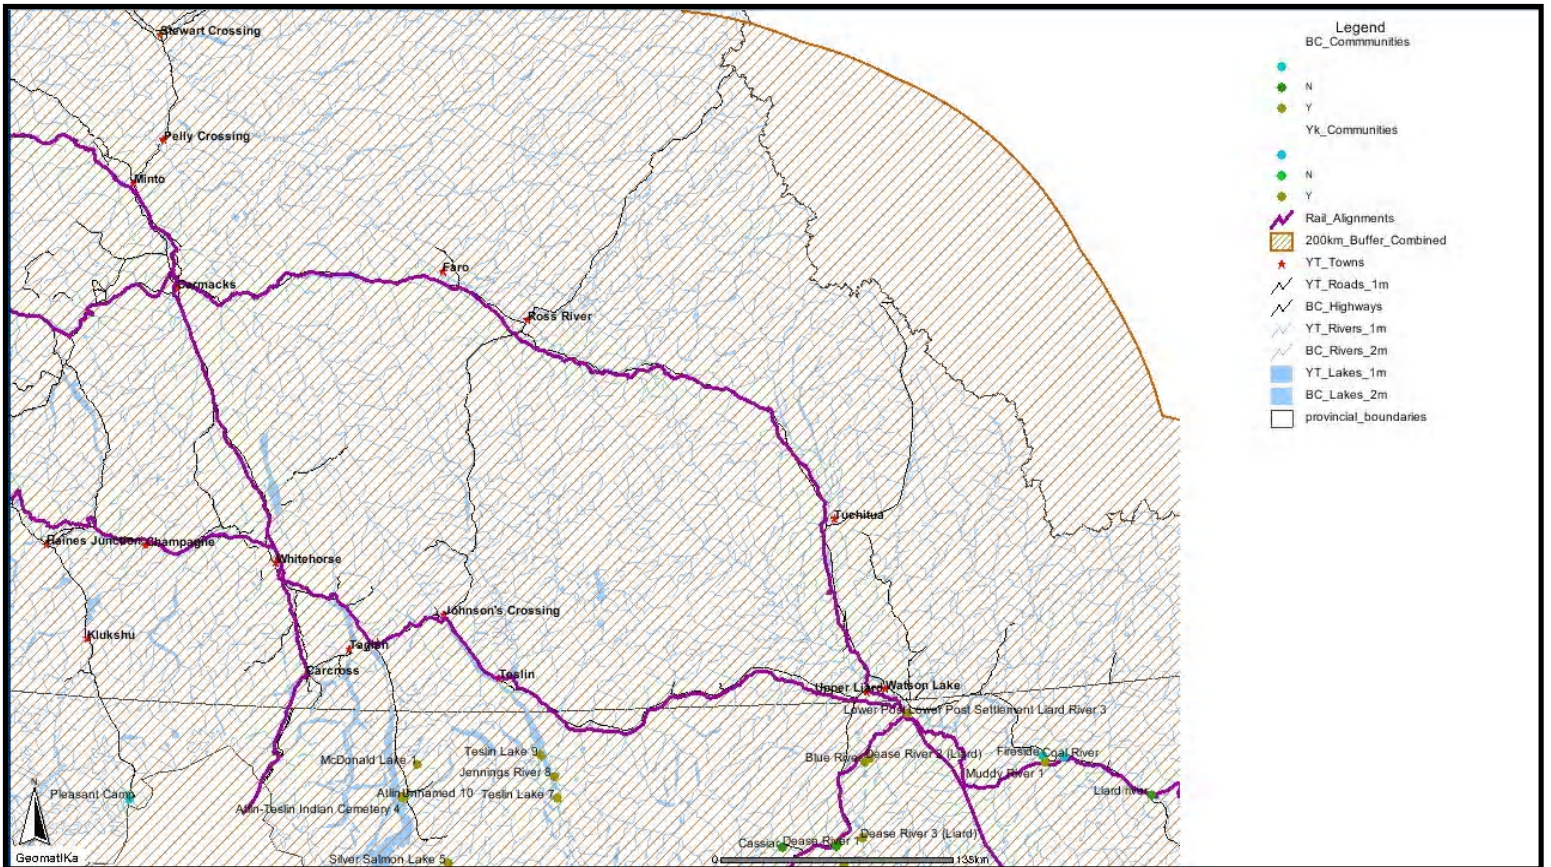 Stewart Crossing
Pelly Crossing
Minto
Faro
Carmacks
Ross River
Tuchitua
Haines Junction Champagne
Whitehorse
Johnson's Crossing
Klukshu
Tagish
Carcross
Teslin
Upper Liard Watson Lake
Lower Post Lower Post Settlement Liard River 3
Teslin Lake 9
Blue River Dease River 2 (Liard) Fireside Coal River
McDonald Lake 1
Jennings River 8
Muddy River 1
Pleasant Camp
Atlin Unnamed 10 Teslin Lake 7
Liard river
Atlin-Teslin Indian Cemetery 4
Cassiar Dease River 1 Dease River 3 (Liard)
Silver Salmon Lake 5
N
GeomatIKa
0 135km
Legend
BC_Commmunities
N
Y
Yk_Communities
N
Y
Rail_Alignments
200km_Buffer_Combined
YT_Towns
YT_Roads_1m
BC_Highways
YT_Rivers_1m
BC_Rivers_2m
YT_Lakes_1m
BC_Lakes_2m
provincial_boundaries